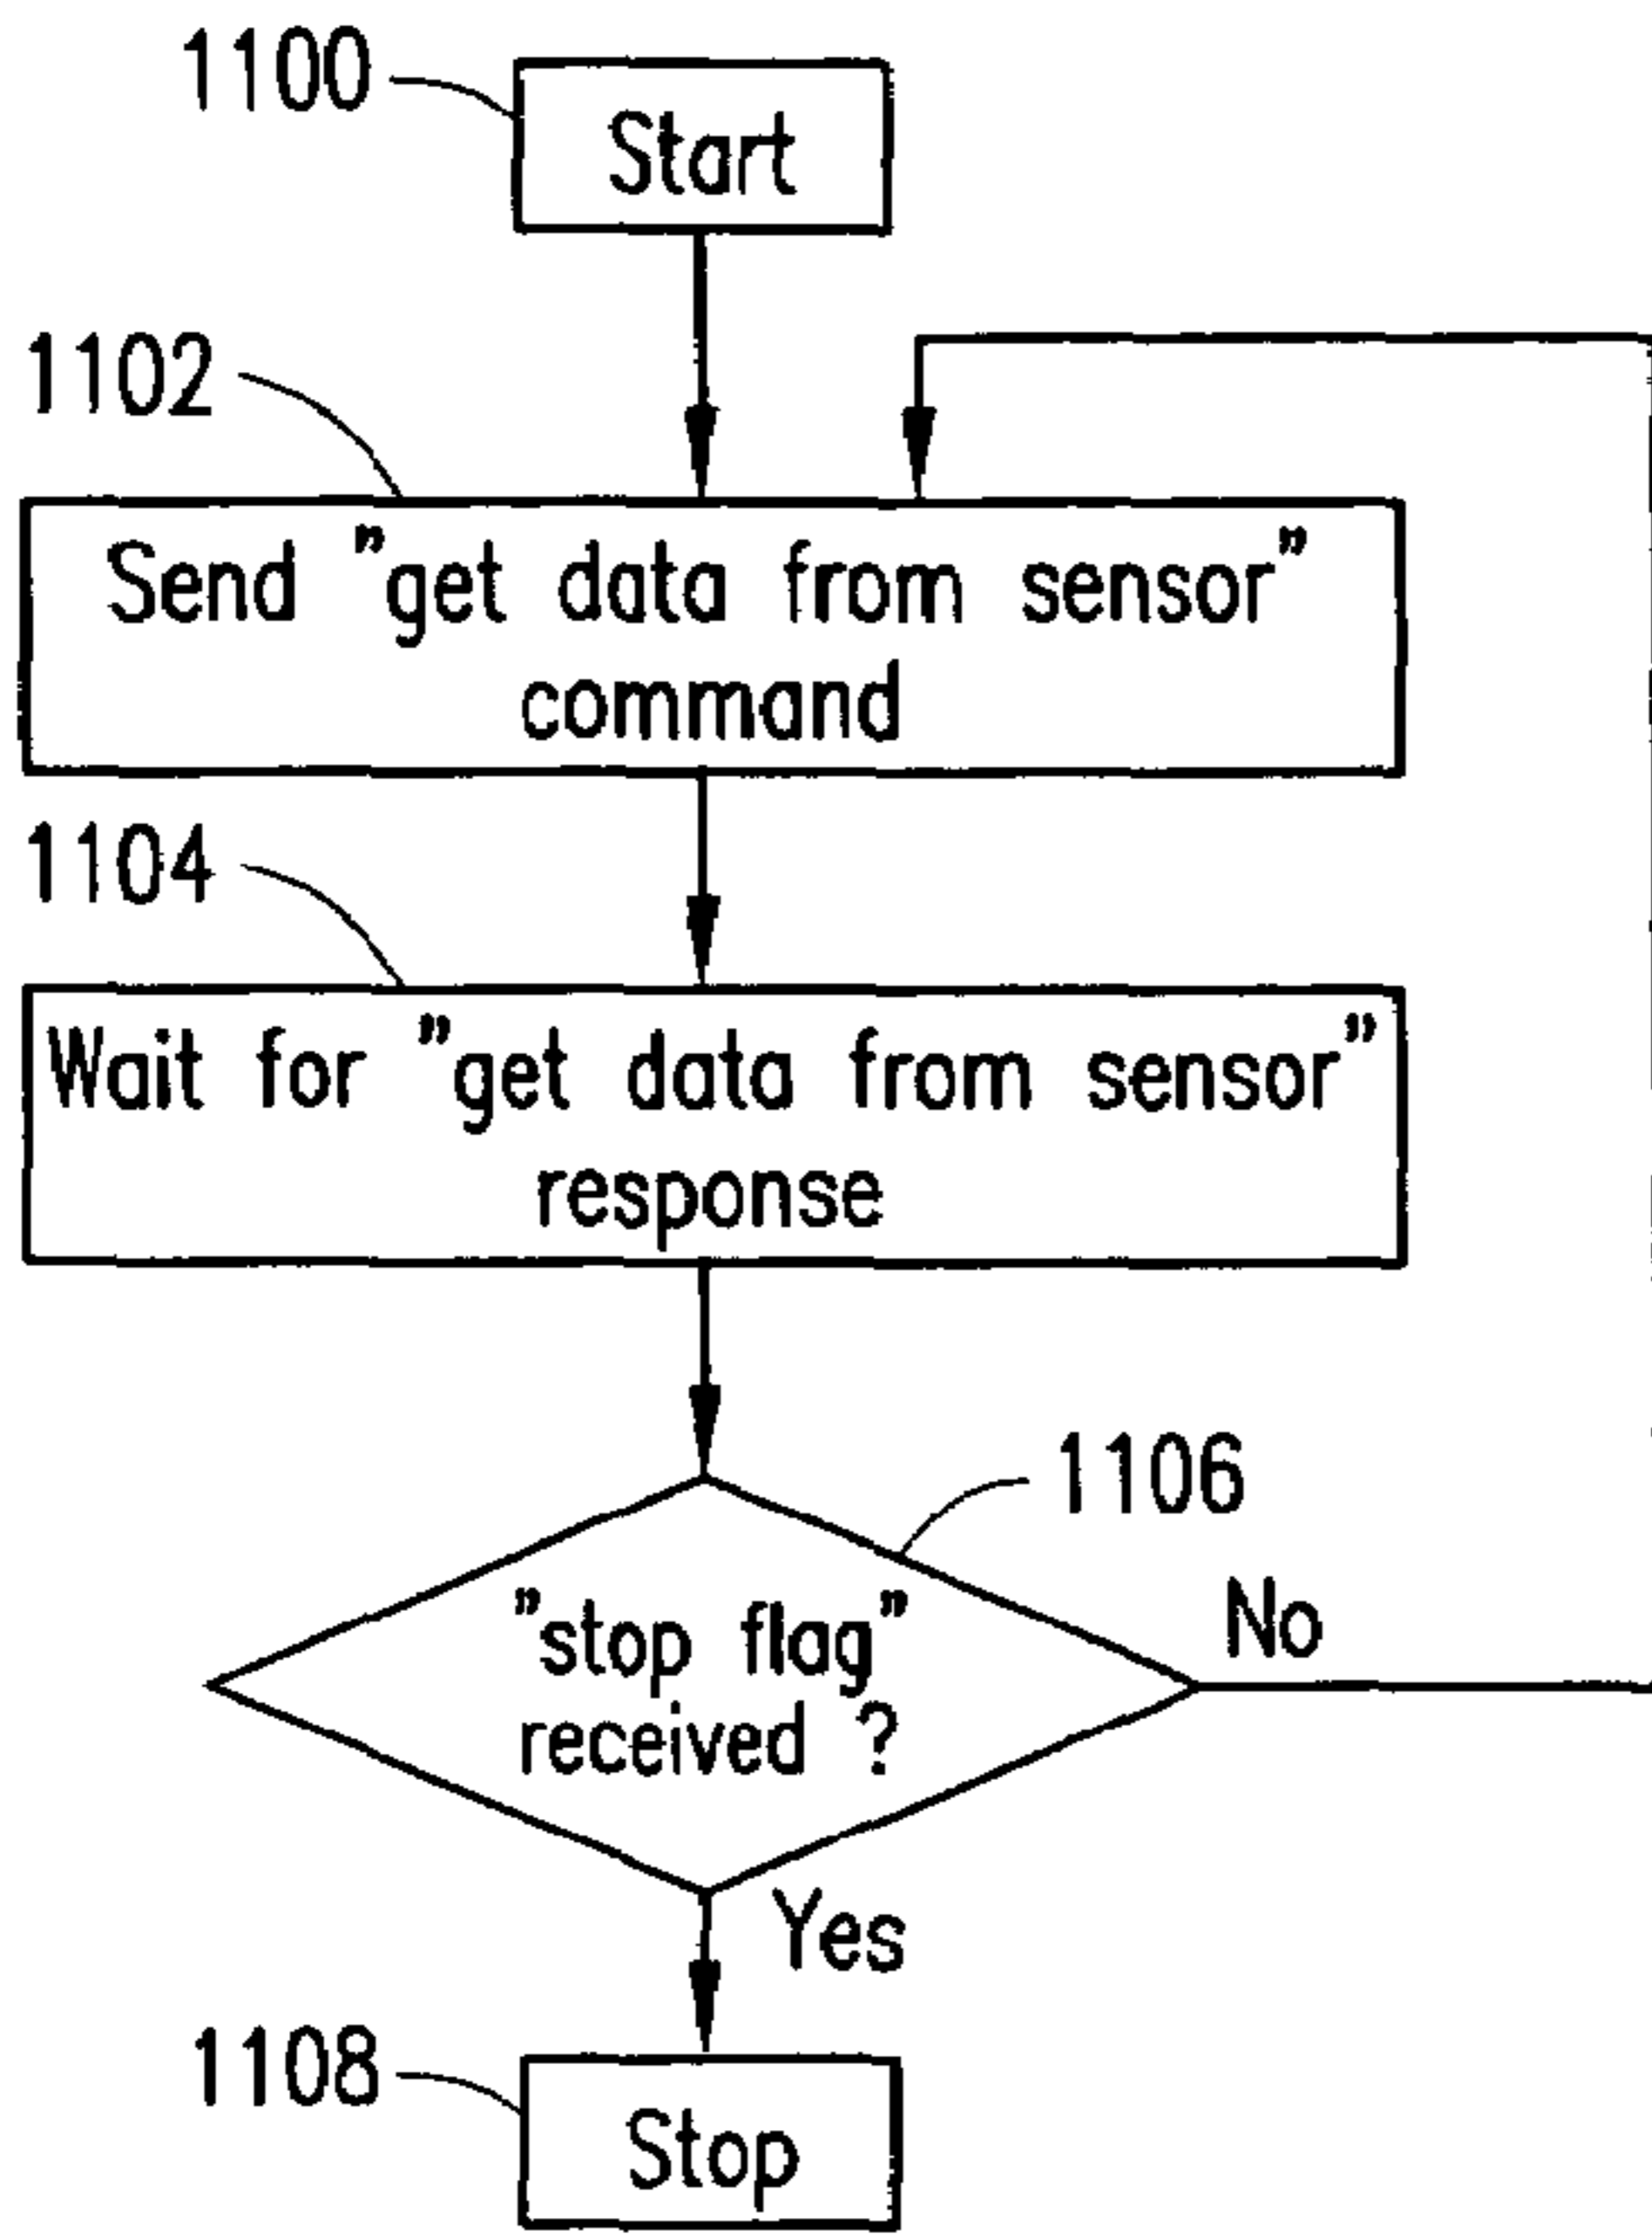 1100
Start
1102
Send "get data from sensor"
command
1104
Wait for "get data from sensor"
response
1106
"stop flag"
received ?
No
Yes
1108
Stop